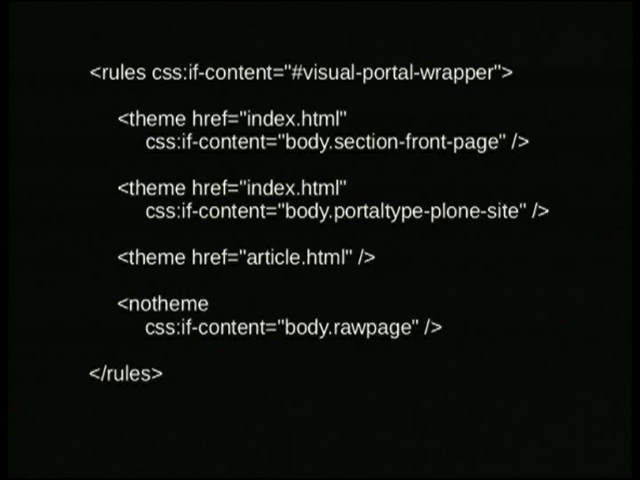 <rules css:if-content="#visual-portal-wrapper">
<theme href="index.html"
css:if-content="body.section-front-page" />
<theme href="index.html"
css:if-content="body.portaltype-plone-site" />
<theme href="article.html" />
<notheme
css:if-content="body.rawpage" />
</rules>